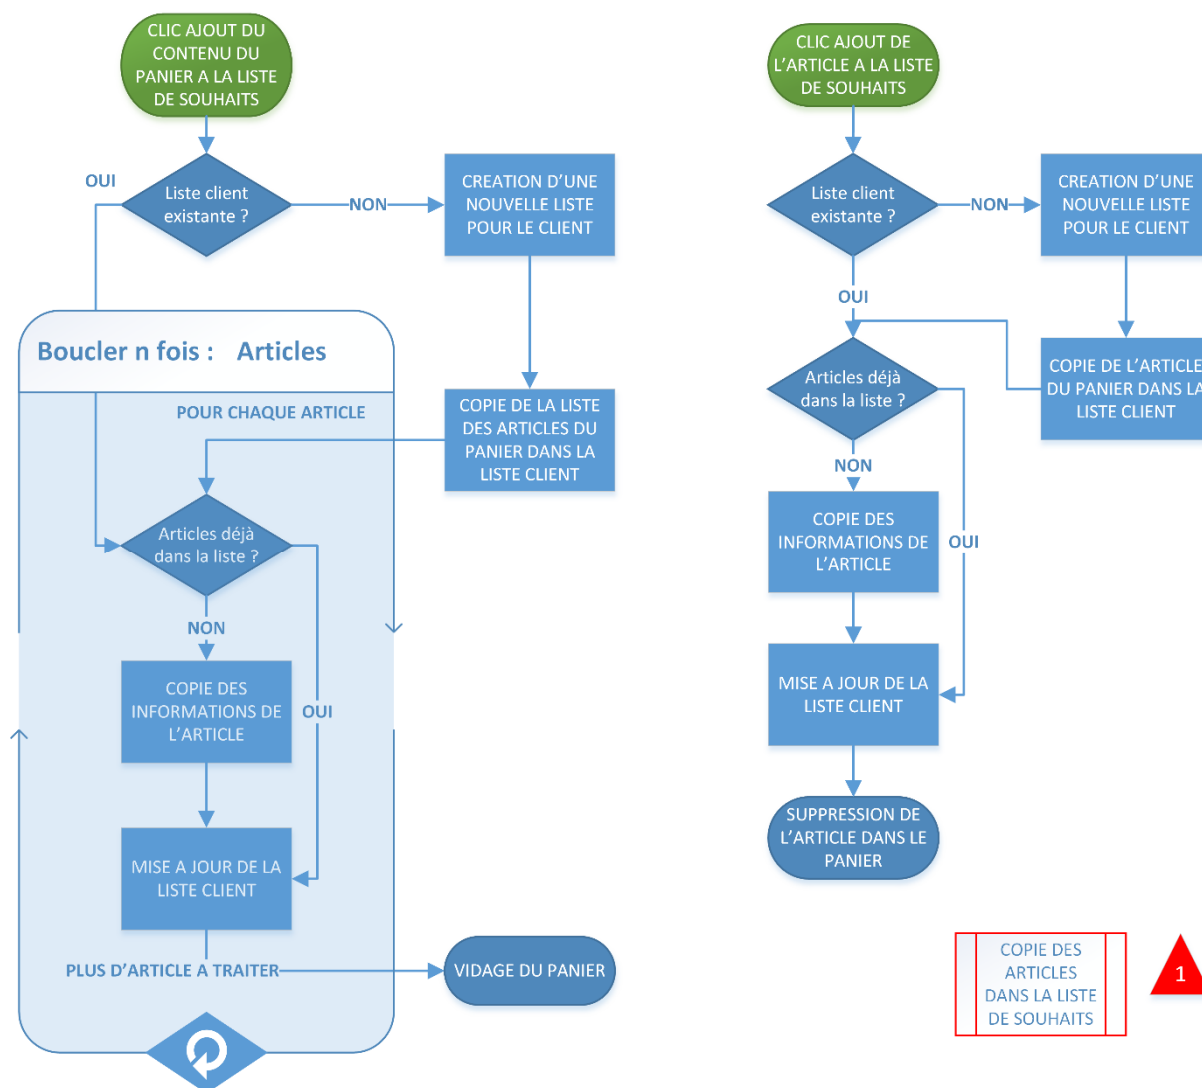 CLIC AJOUT DU
CONTENU DU
PANIER A LA LISTE
DE SOUHAITS
OUI
Liste client
existante ?
NON
CREATION D'UNE
NOUVELLE LISTE
POUR LE CLIENT
Boucler n fois : Articles
POUR CHAQUE ARTICLE
COPIE DE LA LISTE
DES ARTICLES DU
PANIER DANS LA
LISTE CLIENT
Articles déjà
dans la liste ?
NON
COPIE DES
INFORMATIONS DE
L'ARTICLE
OUI
MISE A JOUR DE LA
LISTE CLIENT
PLUS D'ARTICLE A TRAITER
VIDAGE DU PANIER
CLIC AJOUT DE
L'ARTICLE A LA LISTE
DE SOUHAITS
Liste client
existante ?
NON
CREATION D'UNE
NOUVELLE LISTE
POUR LE CLIENT
OUI
COPIE DE L'ARTICLE
DU PANIER DANS LA
LISTE CLIENT
Articles déjà
dans la liste ?
NON
COPIE DES
INFORMATIONS DE
L'ARTICLE
OUI
MISE A JOUR DE LA
LISTE CLIENT
SUPPRESSION DE
L'ARTICLE DANS LE
PANIER
COPIE DES
ARTICLES
DANS LA LISTE
DE SOUHAITS
1